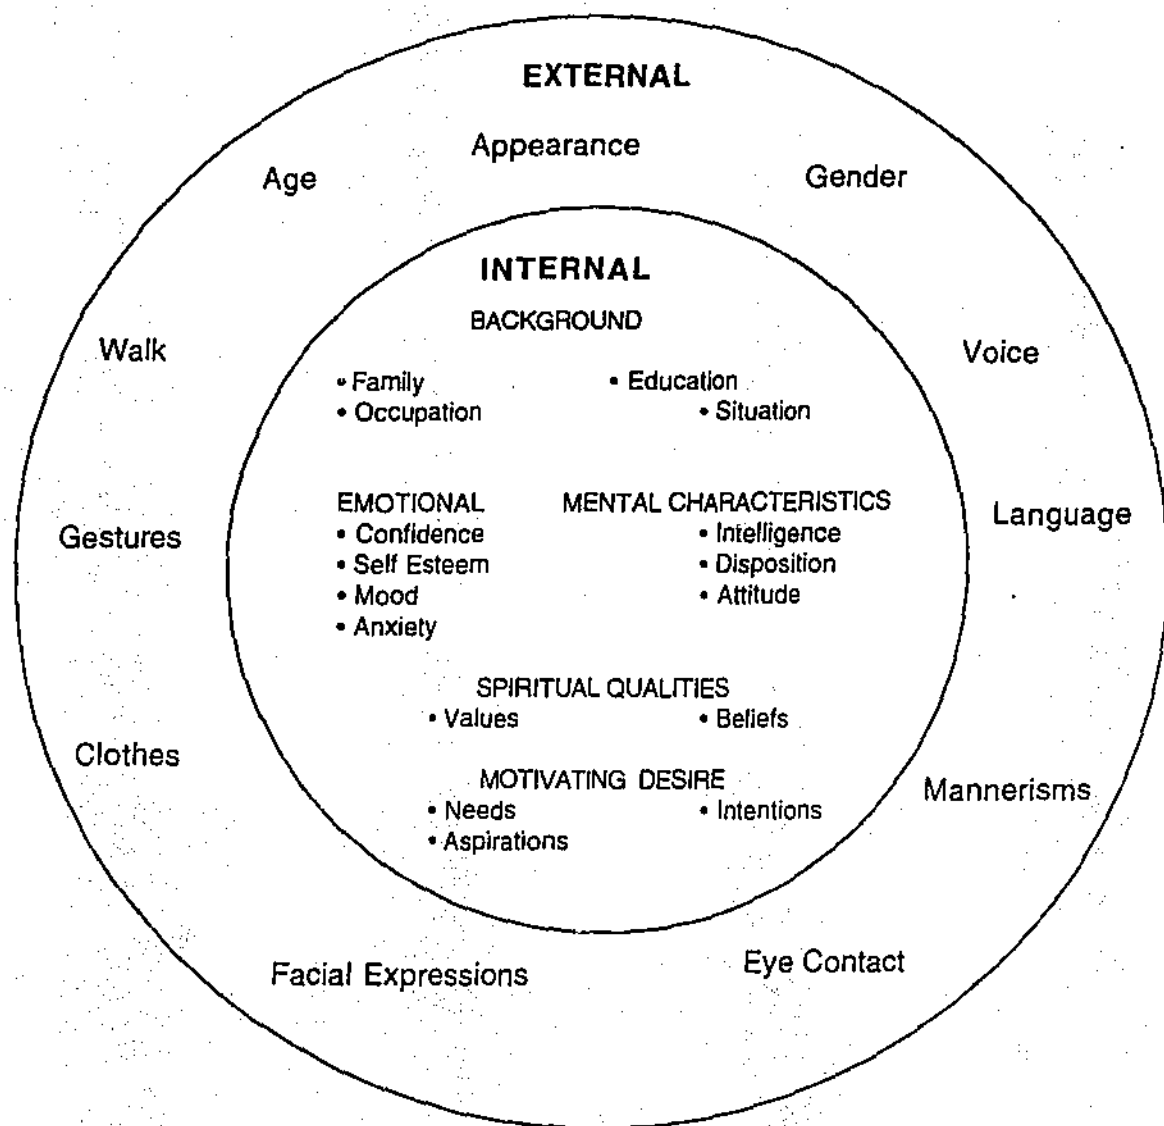 EXTERNAL
Appearance
Age
Gender
INTERNAL
BACKGROUND
Walk
Voice
• Family • Education
• Occupation • Situation
EMOTIONAL MENTAL CHARACTERISTICS
Language
Gestures
• Confidence • Intelligence
• Self Esteem • Disposition
• Mood • Attitude
• Anxiety
SPIRITUAL QUALITIES
• Values • Beliefs
Clothes
MOTIVATING DESIRE
Mannerisms
• Needs • Intentions
• Aspirations
Facial Expressions
Eye Contact